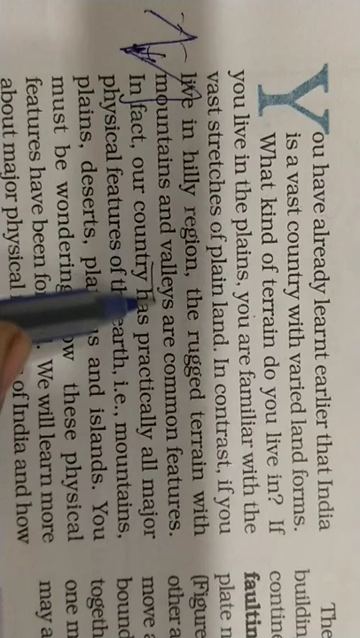 You have already learnt earlier that India
is a vast country with varied land forms.
What kind of terrain do you live in? If
you live in the plains, you are familiar with the
vast stretches of plain land. In contrast, if you
live in hilly region, the rugged terrain with
mountains and valleys are common features.
In fact, our country has practically all major
physical features of the earth, i.e., mountains,
plains, deserts, and islands. You
must be wondering these physical
features have been We will learn more
about major physical of India and how
The
buildin
contin
faultin
plate m
(Figure
other
move a
bound
togeth
one m
may a